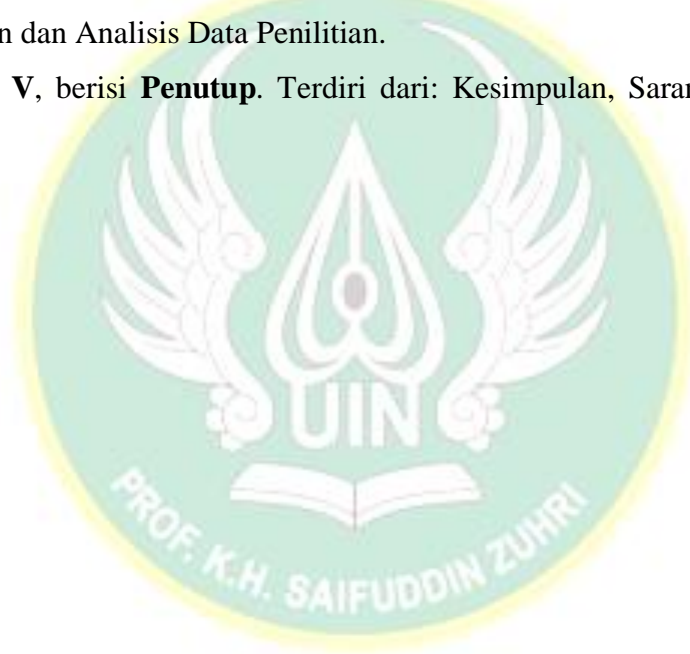 n dan Analisis Data Penilitian.
V, berisi Penutup. Terdiri dari: Kesimpulan, Saran
UIN
PROF. K.H. SAIFUDDIN ZUHRI